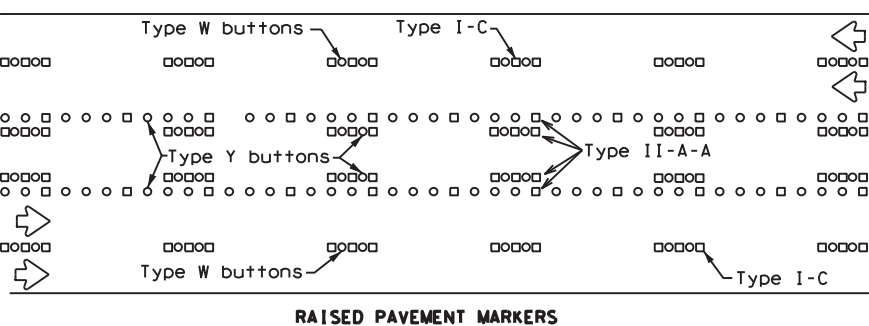 Type W buttons
Type I-C
Type Y buttons
Type II-A-A
Type W buttons
Type I-C
RAISED PAVEMENT MARKERS